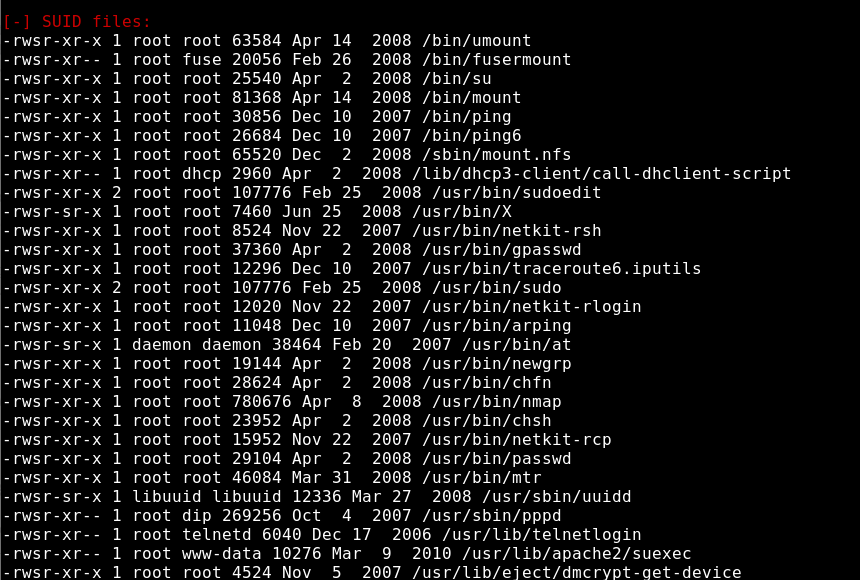 [-] SUID files:
-rwsr-xr-x 1 root root 63584 Apr 14  2008 /bin/umount
-rwsr-xr-- 1 root fuse 20056 Feb 26  2008 /bin/fusermount
-rwsr-xr-x 1 root root 25540 Apr  2  2008 /bin/su
-rwsr-xr-x 1 root root 81368 Apr 14  2008 /bin/mount
-rwsr-xr-x 1 root root 30856 Dec 10  2007 /bin/ping
-rwsr-xr-x 1 root root 26684 Dec 10  2007 /bin/ping6
-rwsr-xr-x 1 root root 65520 Dec  2  2008 /sbin/mount.nfs
-rwsr-xr-- 1 root dhcp 2960 Apr  2  2008 /lib/dhcp3-client/call-dhclient-script
-rwsr-xr-x 2 root root 107776 Feb 25  2008 /usr/bin/sudoedit
-rwsr-sr-x 1 root root 7460 Jun 25  2008 /usr/bin/X
-rwsr-xr-x 1 root root 8524 Nov 22  2007 /usr/bin/netkit-rsh
-rwsr-xr-x 1 root root 37360 Apr  2  2008 /usr/bin/gpasswd
-rwsr-xr-x 1 root root 12296 Dec 10  2007 /usr/bin/traceroute6.iputils
-rwsr-xr-x 2 root root 107776 Feb 25  2008 /usr/bin/sudo
-rwsr-xr-x 1 root root 12020 Nov 22  2007 /usr/bin/netkit-rlogin
-rwsr-xr-x 1 root root 11048 Dec 10  2007 /usr/bin/arping
-rwsr-sr-x 1 daemon daemon 38464 Feb 20  2007 /usr/bin/at
-rwsr-xr-x 1 root root 19144 Apr  2  2008 /usr/bin/newgrp
-rwsr-xr-x 1 root root 28624 Apr  2  2008 /usr/bin/chfn
-rwsr-xr-x 1 root root 780676 Apr  8  2008 /usr/bin/nmap
-rwsr-xr-x 1 root root 23952 Apr  2  2008 /usr/bin/chsh
-rwsr-xr-x 1 root root 15952 Nov 22  2007 /usr/bin/netkit-rcp
-rwsr-xr-x 1 root root 29104 Apr  2  2008 /usr/bin/passwd
-rwsr-xr-x 1 root root 46084 Mar 31  2008 /usr/bin/mtr
-rwsr-sr-x 1 libuuid libuuid 12336 Mar 27  2008 /usr/sbin/uuidd
-rwsr-xr-- 1 root dip 269256 Oct  4  2007 /usr/sbin/pppd
-rwsr-xr-- 1 root telnetd 6040 Dec 17  2006 /usr/lib/telnetlogin
-rwsr-xr-- 1 root www-data 10276 Mar  9  2010 /usr/lib/apache2/suexec
-rwsr-xr-x 1 root root 4524 Nov  5  2007 /usr/lib/eject/dmcrypt-get-device